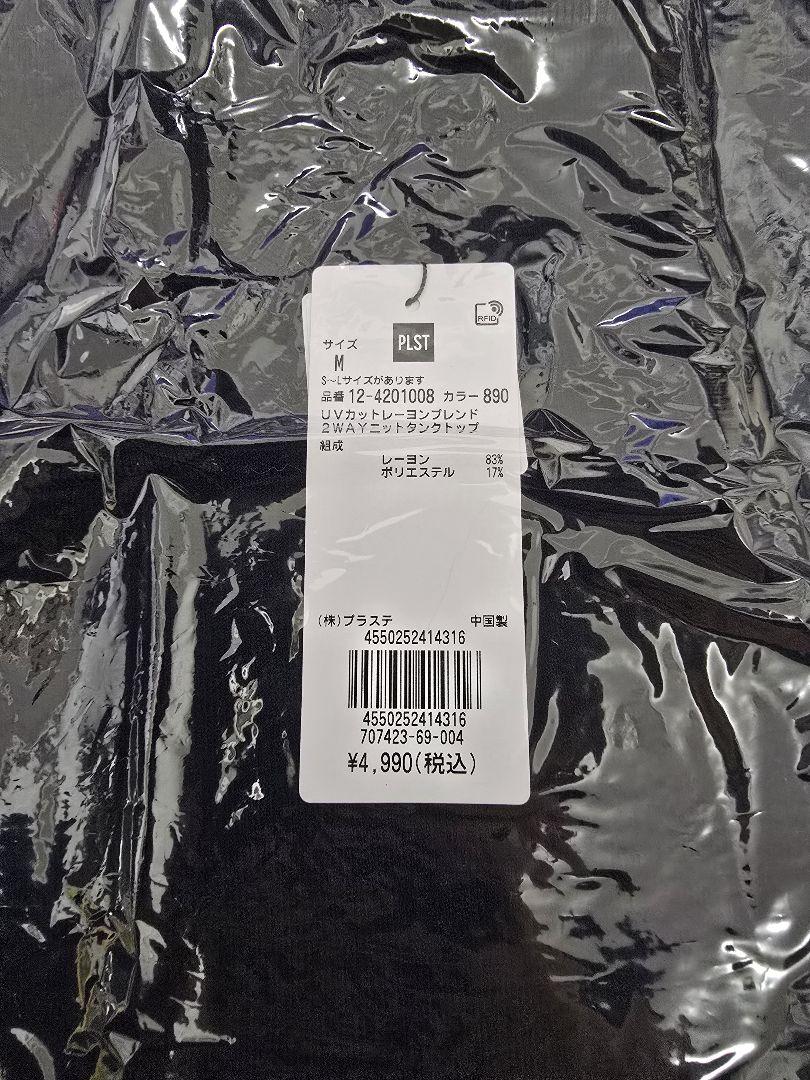 RFID
PLST
サイズ
M
S~Lサイズがあります
品番 12-4201008 カラー 890
UVカットレーヨンブレンド
2WAYニットタンクトップ
組成
レーヨン 83%
ポリエステル 17%
(株)プラステ 中国製
4550252414316
4550252414316
707423-69-004
¥4,990(税込)